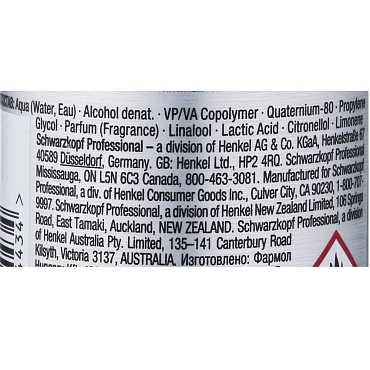 Aqua (Water, Eau) · Alcohol denat. · VP/VA Copolymer · Quaternium-80 · Propylene
Glycol · Parfum (Fragrance) · Linalool · Lactic Acid · Citronellol · Limonene
Schwarzkopf Professional – a division of Henkel AG & Co. KGaA, Henkelstraße 67
40589 Düsseldorf, Germany. GB: Henkel Ltd., HP2 4RQ. Schwarzkopf Professional
Mississauga, ON L5N 6C3 Canada, 800-463-3081. Manufactured for Schwarzkopf
Professional, a div. of Henkel Consumer Goods Inc., Culver City, CA 90230, 1-800-707-
9997. Schwarzkopf Professional, a division of Henkel New Zealand Limited, 106 Springs
Road, East Tamaki, Auckland, NEW ZEALAND. Schwarzkopf Professional, a division
of Henkel Australia Pty. Limited, 135–141 Canterbury Road
Kilsyth, Victoria 3137, AUSTRALIA. Изготовлено: Фармол